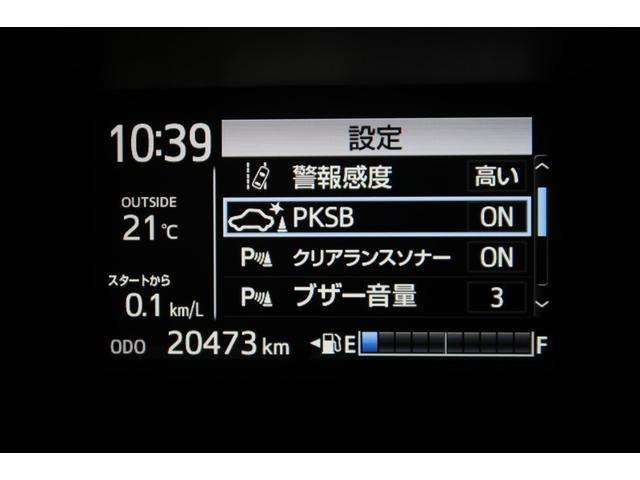 10:39
設定
警報感度 高い
OUTSIDE
21℃
PKSB ON
クリアランスソナー ON
スタートから
0.1 km/L
ブザー音量 3
ODO 20473 km E F